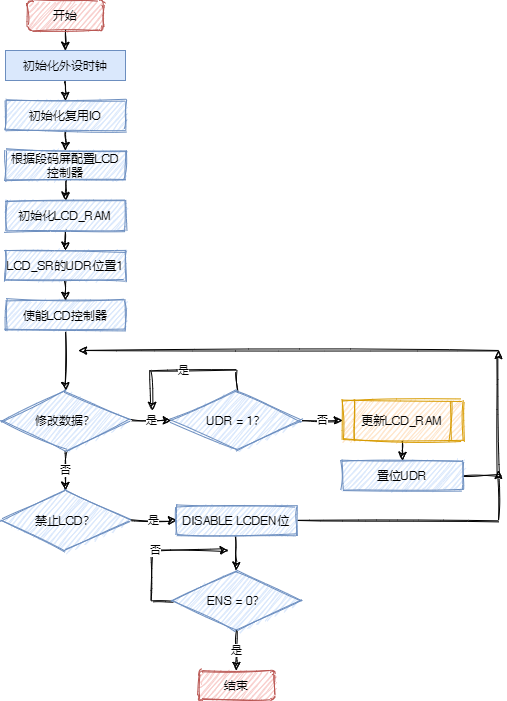 开始
初始化外设时钟
初始化复用IO
根据段码屏配置LCD
控制器
初始化LCD_RAM
LCD_SR的UDR位置1
使能LCD控制器
是
修改数据?
是
UDR = 1?
否
更新LCD_RAM
否
置位UDR
禁止LCD?
是
DISABLE LCDEN位
否
ENS = 0?
是
结束